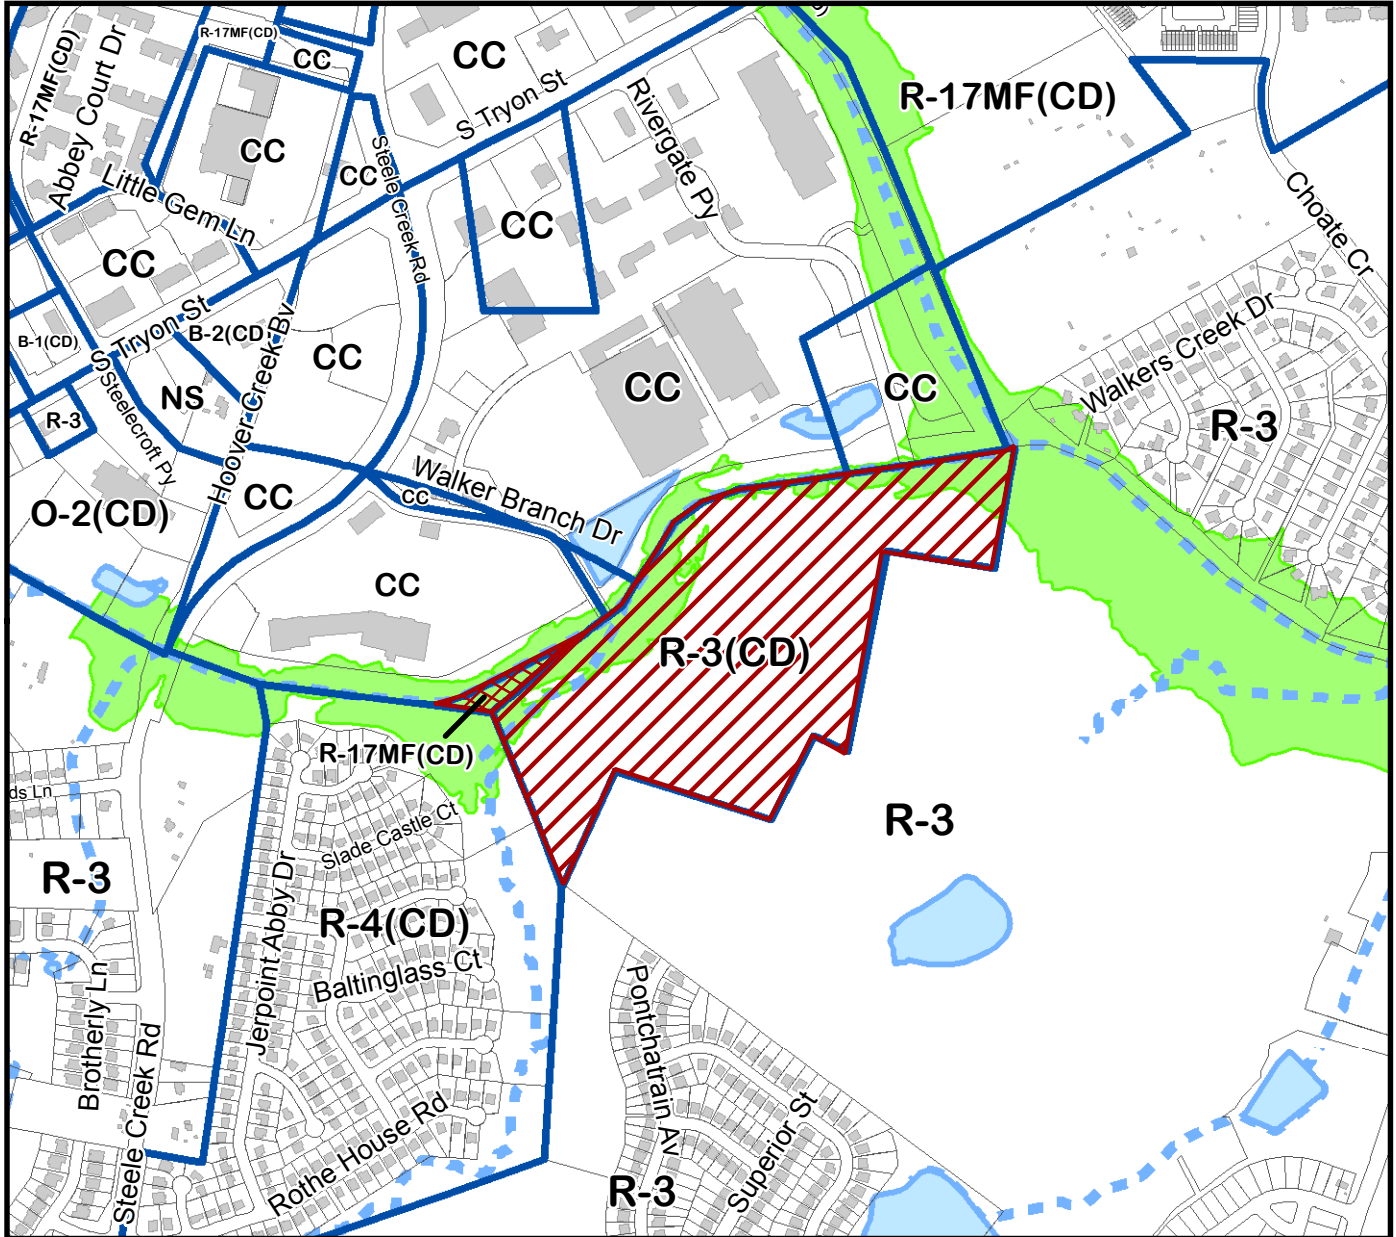 R-17MF(CD)
R-17MF(CD)
Abbey Court Dr
CC
CC
S Tryon St
R-17MF(CD)
CC
CC
Little Gem Ln
Steele Creek Rd
Rivergate Py
CC
CC
Choate Cr
S Tryon St
B-1(CD)
B-2(CD)
Hoover Creek Bv
CC
NS
S Steelecroft Py
R-3
CC
CC
Walkers Creek Dr
R-3
O-2(CD)
CC
Walker Branch Dr
CC
CC
R-3(CD)
R-17MF(CD)
ds Ln
Slade Castle Ct
R-3
R-3
Jerpoint Abby Dr
R-4(CD)
Baltinglass Ct
Brotherly Ln
Steele Creek Rd
Rothe House Rd
Pontchatrain Av
Superior St
R-3